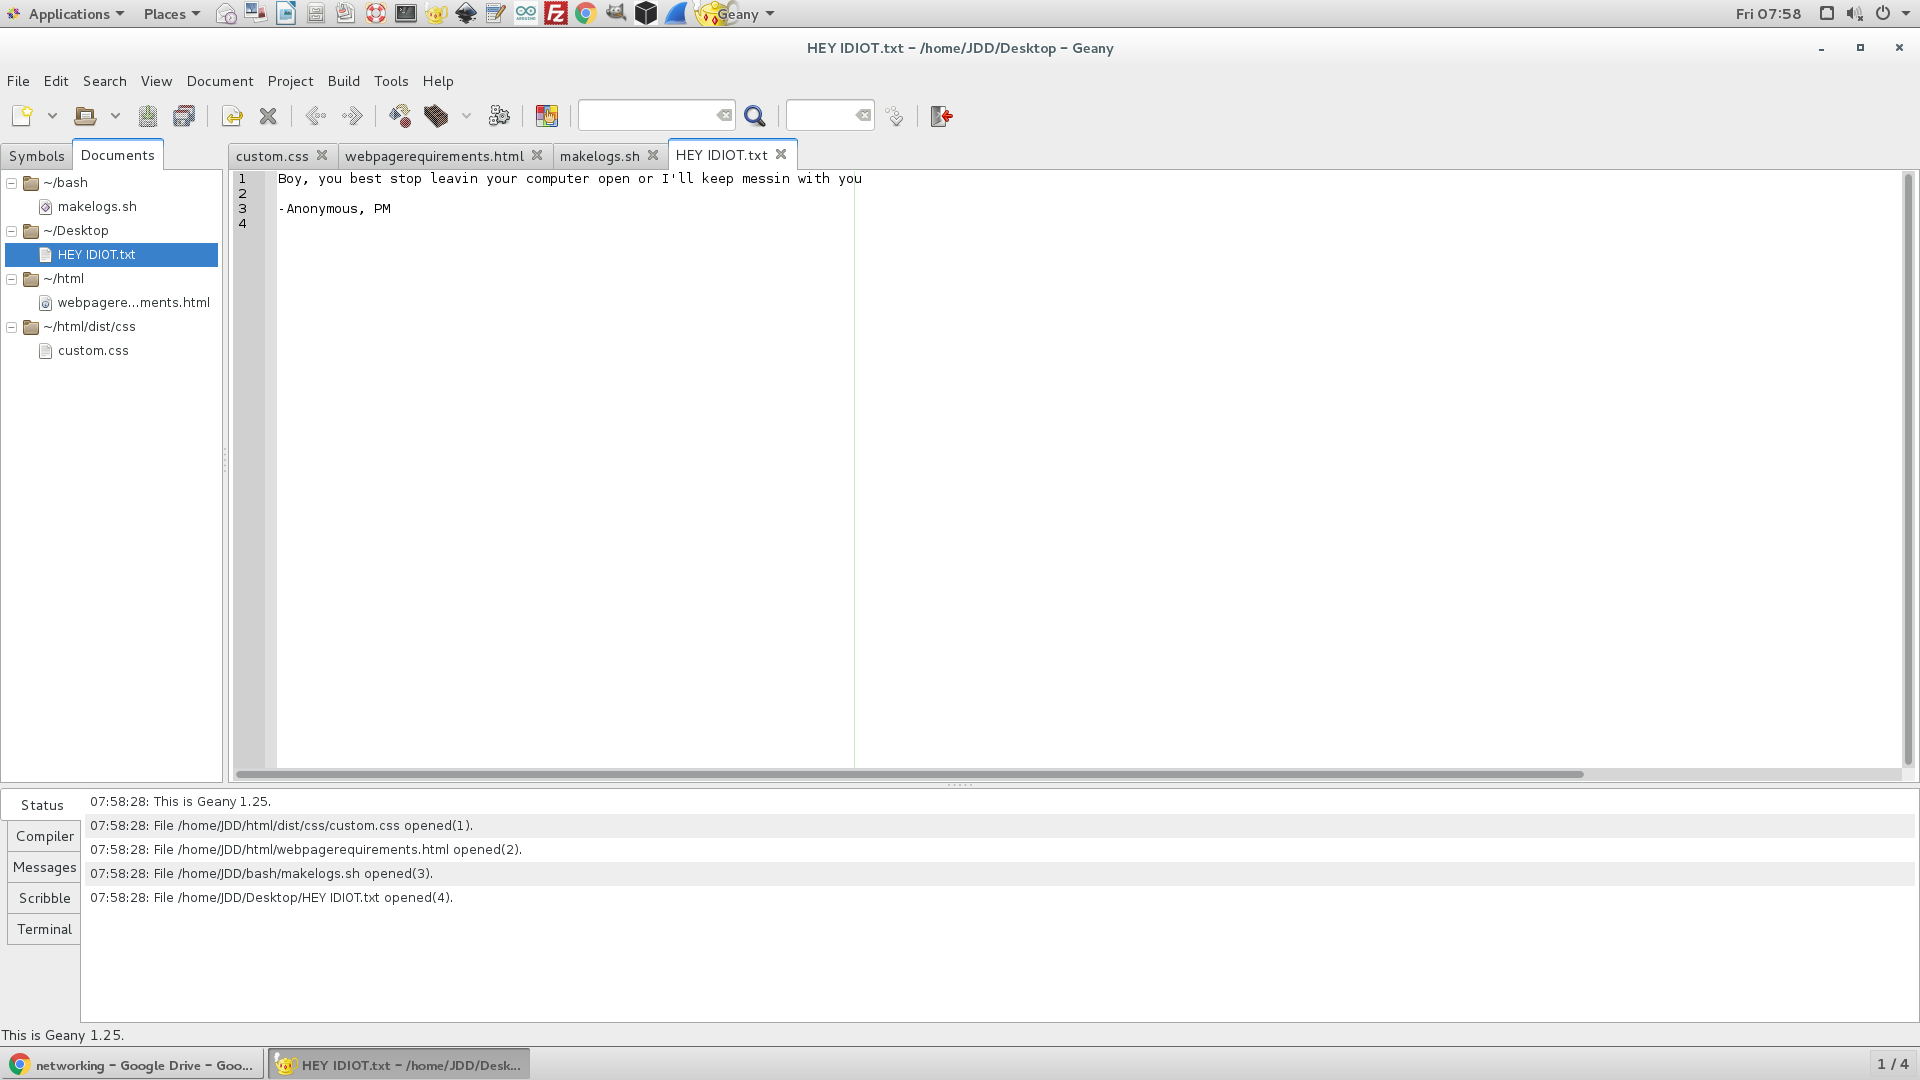 Applications Places Geany Fri 07:58
HEY IDIOT.txt – /home/JDD/Desktop – Geany
File Edit Search View Document Project Build Tools Help
Symbols Documents custom.css webpagerequirements.html makelogs.sh HEY IDIOT.txt
~/bash
makelogs.sh
~/Desktop
HEY IDIOT.txt
~/html
webpagere...ments.html
~/html/dist/css
custom.css
1 Boy, you best stop leavin your computer open or I'll keep messin with you
2
3 -Anonymous, PM
4
Status
Compiler
Messages
Scribble
Terminal
07:58:28: This is Geany 1.25.
07:58:28: File /home/JDD/html/dist/css/custom.css opened(1).
07:58:28: File /home/JDD/html/webpagerequirements.html opened(2).
07:58:28: File /home/JDD/bash/makelogs.sh opened(3).
07:58:28: File /home/JDD/Desktop/HEY IDIOT.txt opened(4).
This is Geany 1.25.
networking – Google Drive – Goo... HEY IDIOT.txt – /home/JDD/Desk... 1 / 4